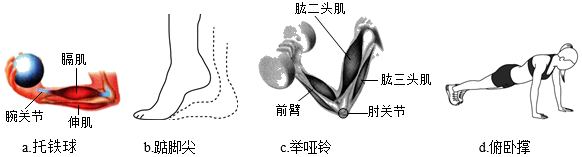 腘肌
腕关节
伸肌
肱二头肌
肱三头肌
前臂
肘关节
a.托铁球
b.踮脚尖
c.举哑铃
d.俯卧撑